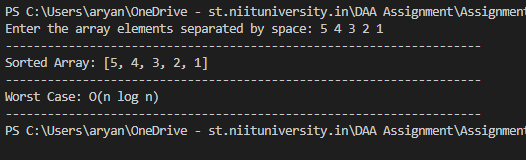 PS C:\Users\aryan\OneDrive - st.niituniversity.in\DAA Assignment\Assignment
Enter the array elements separated by space: 5 4 3 2 1
-----------------------------------------------------------------------
Sorted Array: [5, 4, 3, 2, 1]
-----------------------------------------------------------------------
Worst Case: O(n log n)
-----------------------------------------------------------------------
PS C:\Users\aryan\OneDrive - st.niituniversity.in\DAA Assignment\Assignment